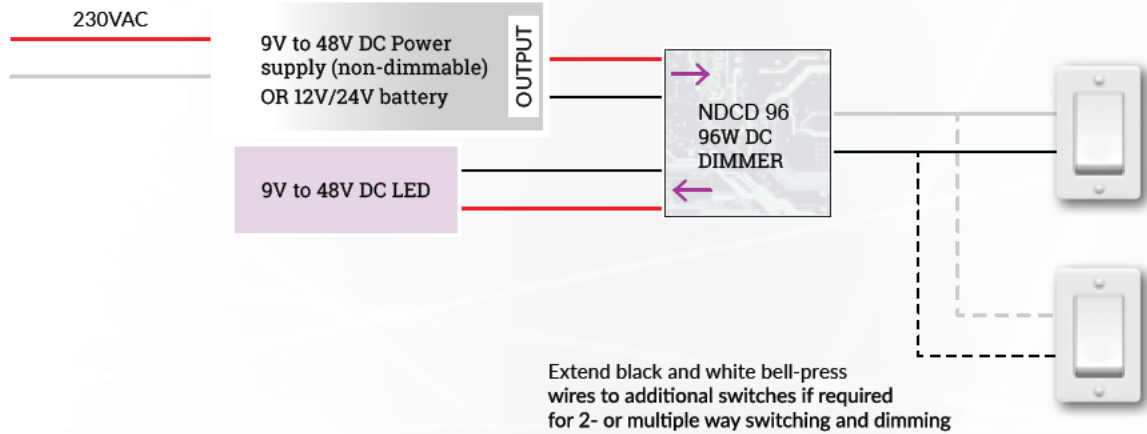 230VAC
9V to 48V DC Power
supply (non-dimmable)
OR 12V/24V battery
OUTPUT
NDCD 96
96W DC
DIMMER
9V to 48V DC LED
Extend black and white bell-press
wires to additional switches if required
for 2- or multiple way switching and dimming